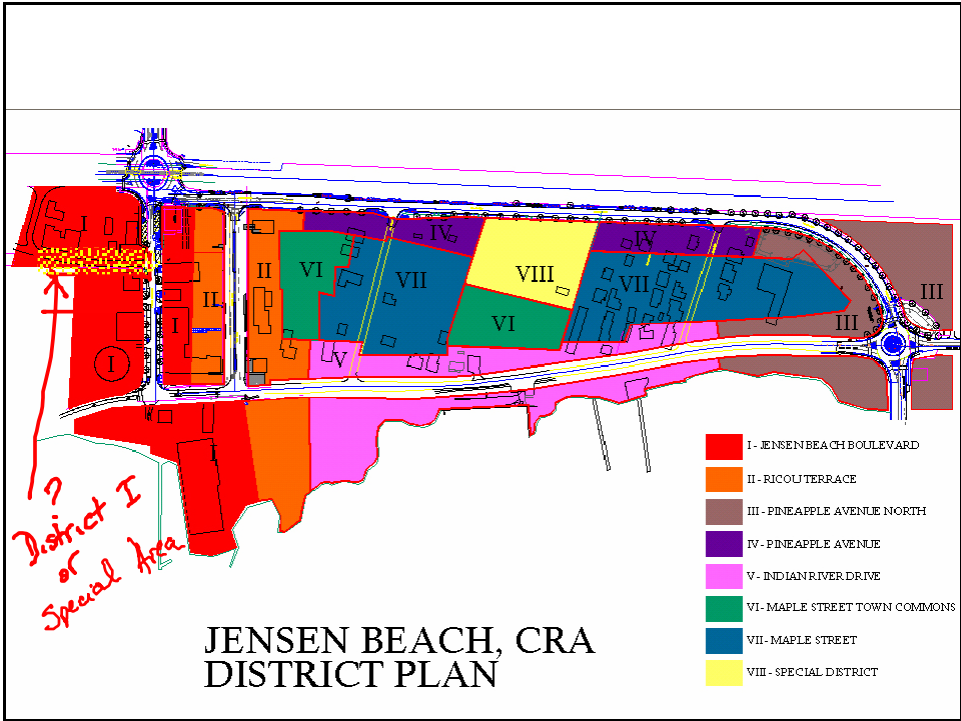 I
IV
IV
II
VI
VII
VIII
VII
III
II
I
VI
III
V
I
I
?
District I
or
Special Area
I - JENSEN BEACH BOULEVARD
II - RICOU TERRACE
III - PINEAPPLE AVENUE NORTH
IV - PINEAPPLE AVENUE
V - INDIAN RIVER DRIVE
VI - MAPLE STREET TOWN COMMONS
VII - MAPLE STREET
VIII - SPECIAL DISTRICT
JENSEN BEACH, CRA
DISTRICT PLAN